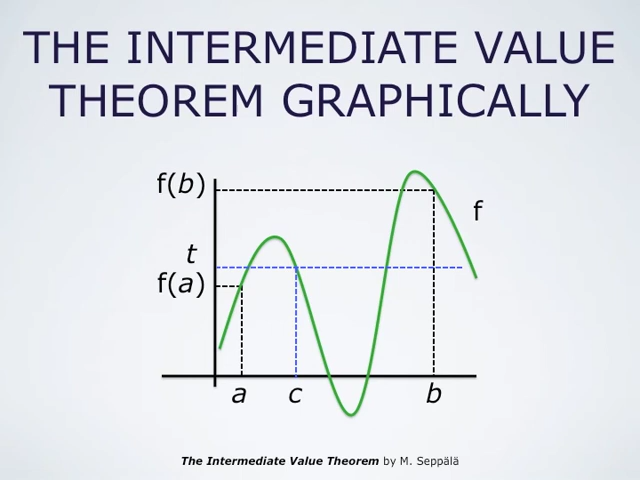 THE INTERMEDIATE VALUE
THEOREM GRAPHICALLY
f(b)
f
t
f(a)
a c b
The Intermediate Value Theorem by M. Seppälä